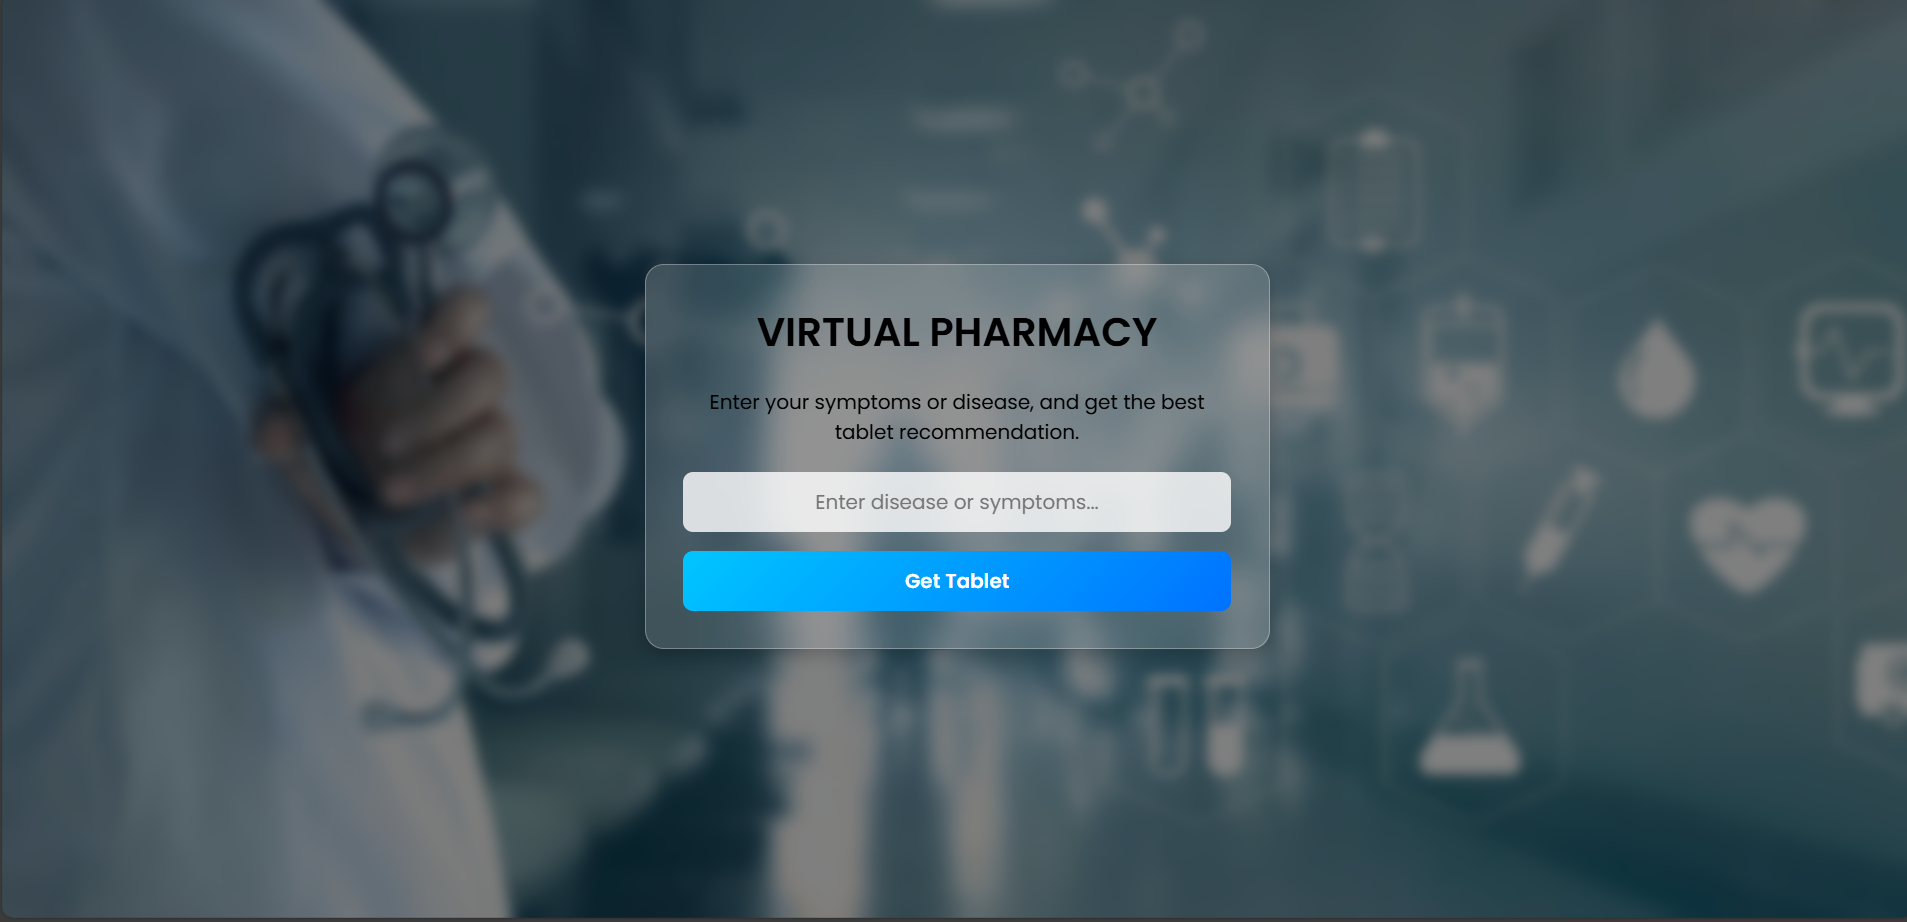 VIRTUAL PHARMACY
Enter your symptoms or disease, and get the best
tablet recommendation.
Enter disease or symptoms...
Get Tablet